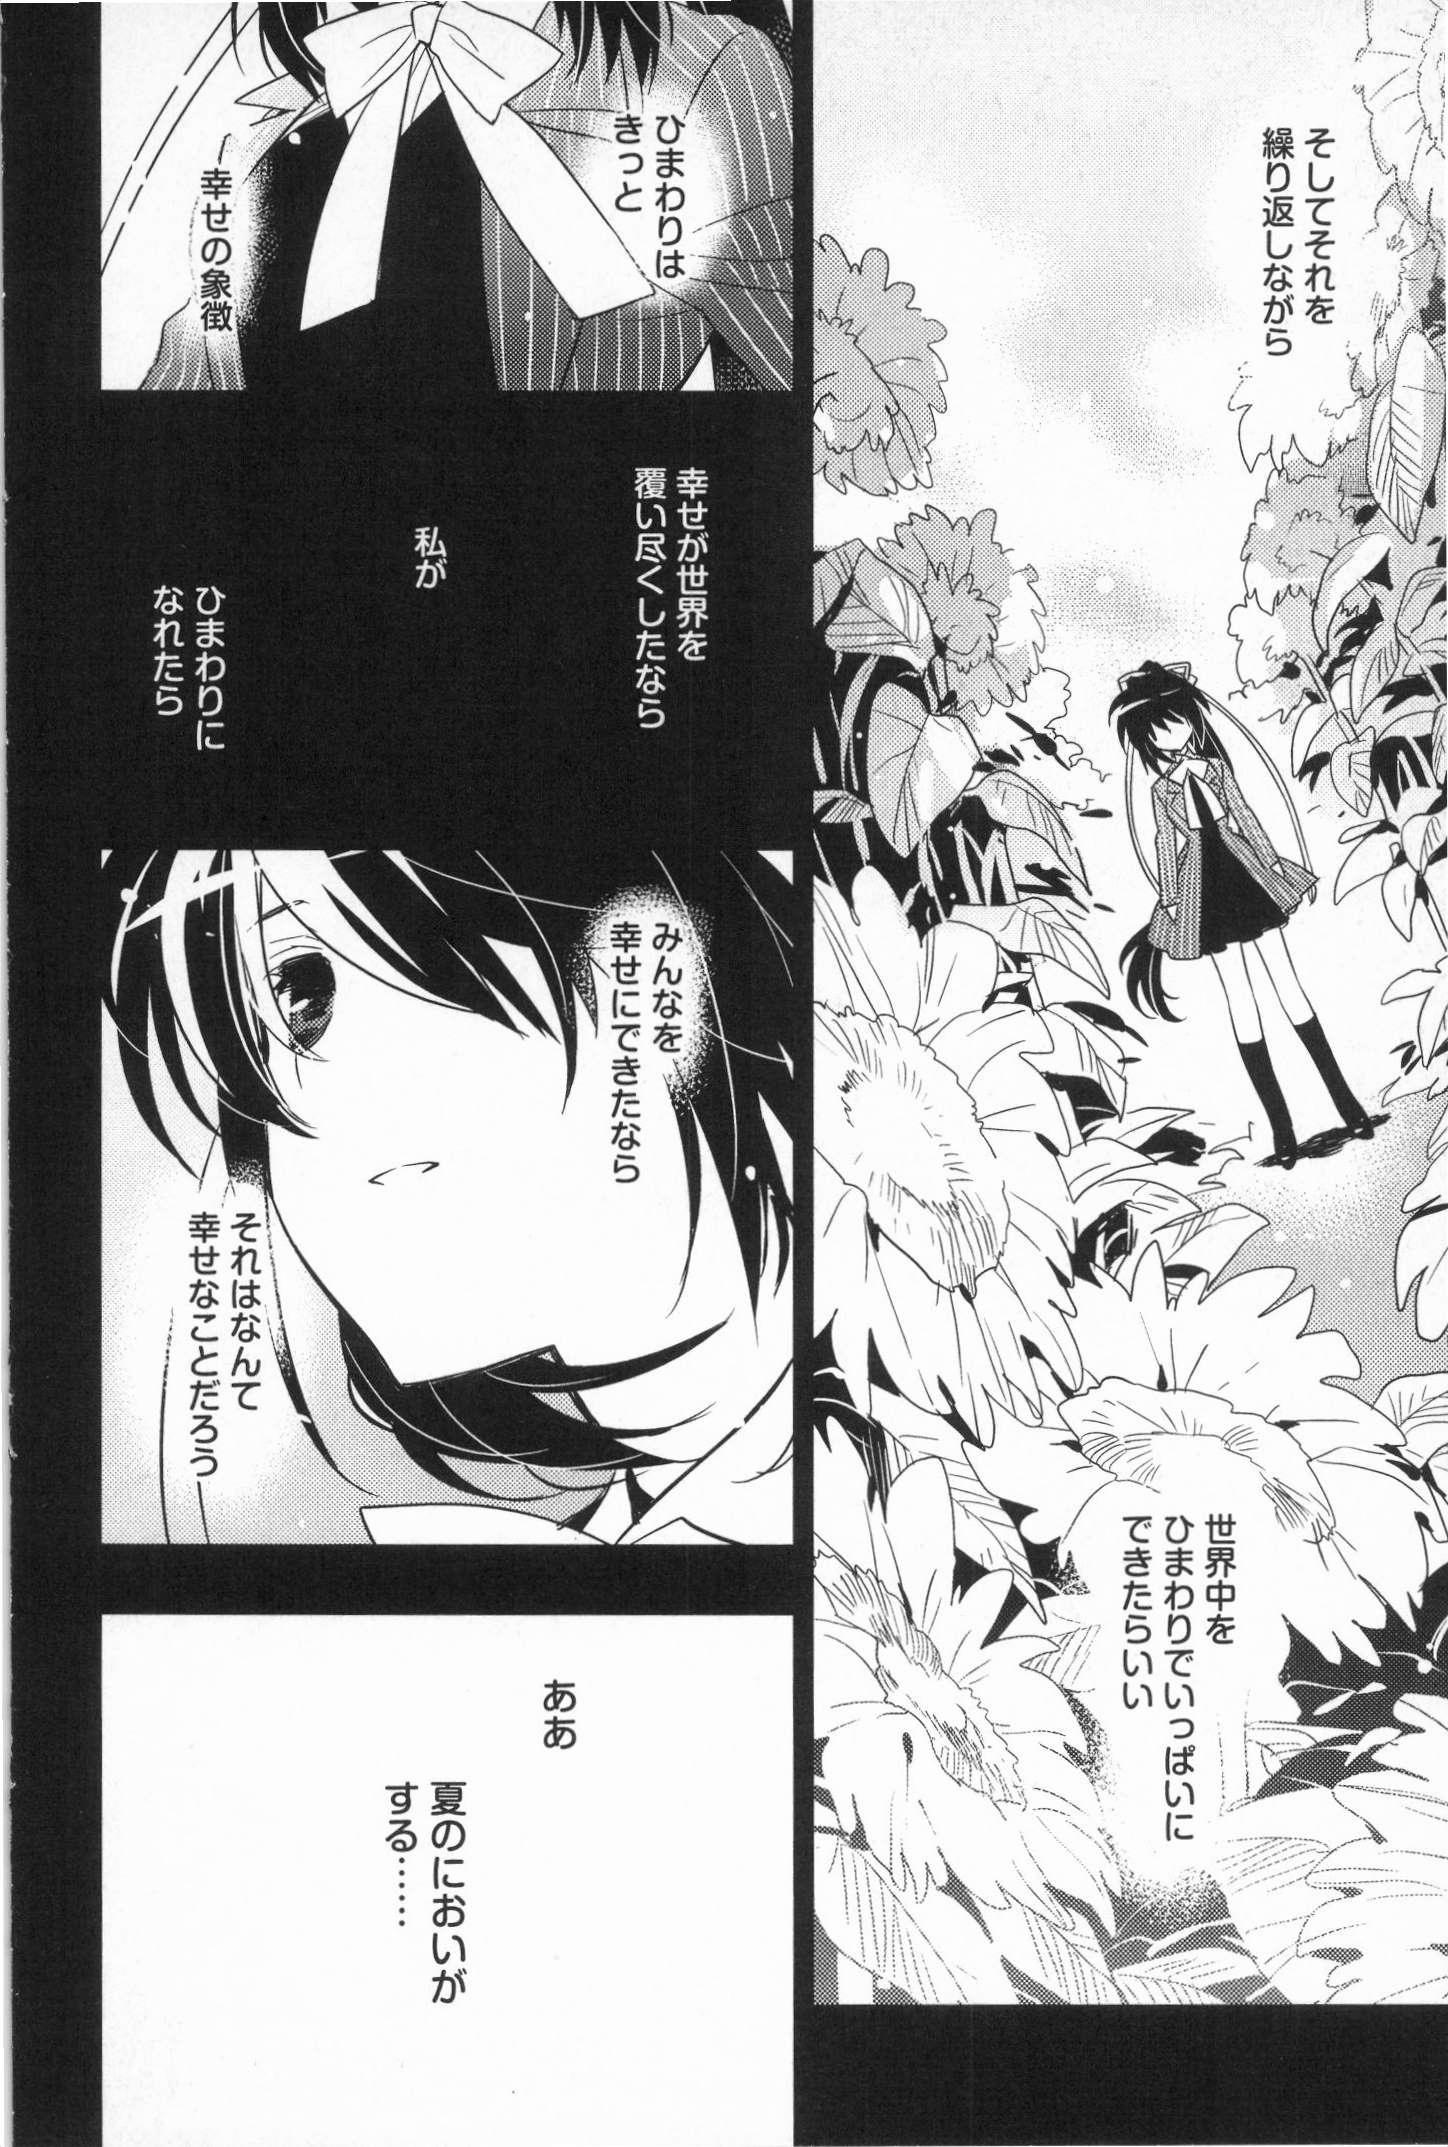 そしてそれを
繰り返しながら
世界中を
ひまわりでいっぱいに
できたらいい
ひまわりは
きっと
幸せの象徴
幸せが世界を
覆い尽くしたなら
私が
ひまわりに
なれたら
みんなを
幸せにできたなら
それはなんて
幸せなことだろう―
ああ
夏のにおいが
する……